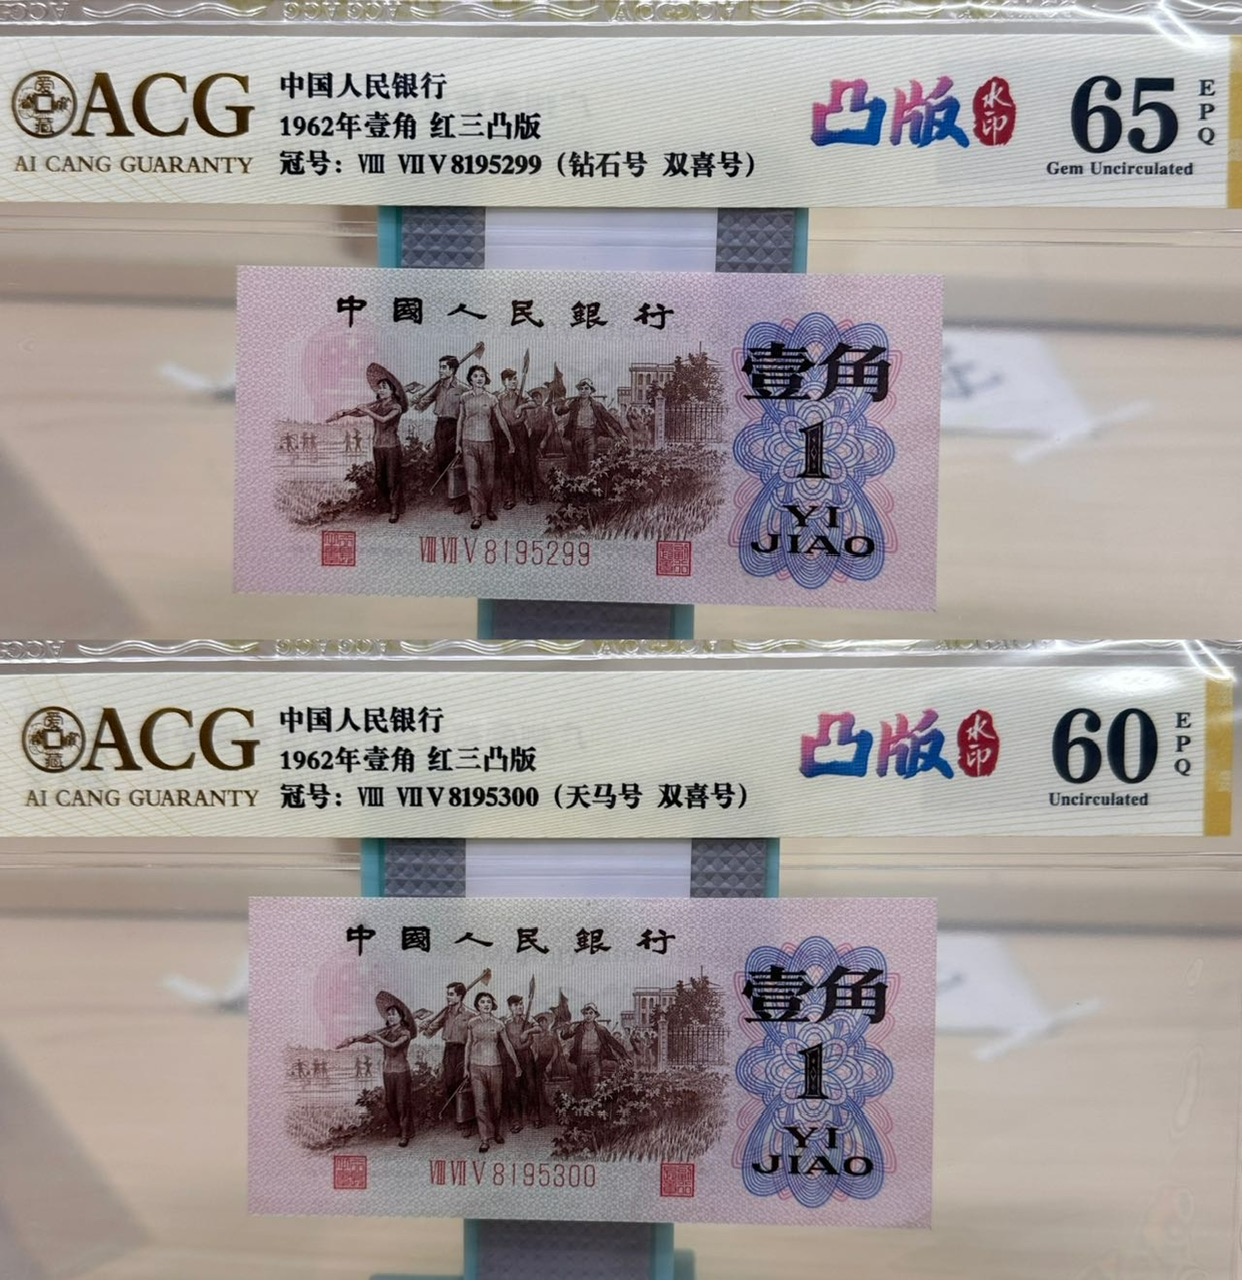 ACG
AI CANG GUARANTY
中国人民银行
1962年壹角 红三凸版
冠号：Ⅷ ⅦⅤ8195299（钻石号 双喜号）
凸版水印
65
EPQ
Gem Uncirculated
中國人民銀行
壹角
1
YI
JIAO
ⅧⅦⅤ8195299
ACG
AI CANG GUARANTY
中国人民银行
1962年壹角 红三凸版
冠号：Ⅷ ⅦⅤ8195300（天马号 双喜号）
凸版水印
60
EPQ
Uncirculated
中國人民銀行
壹角
1
YI
JIAO
ⅧⅦⅤ8195300